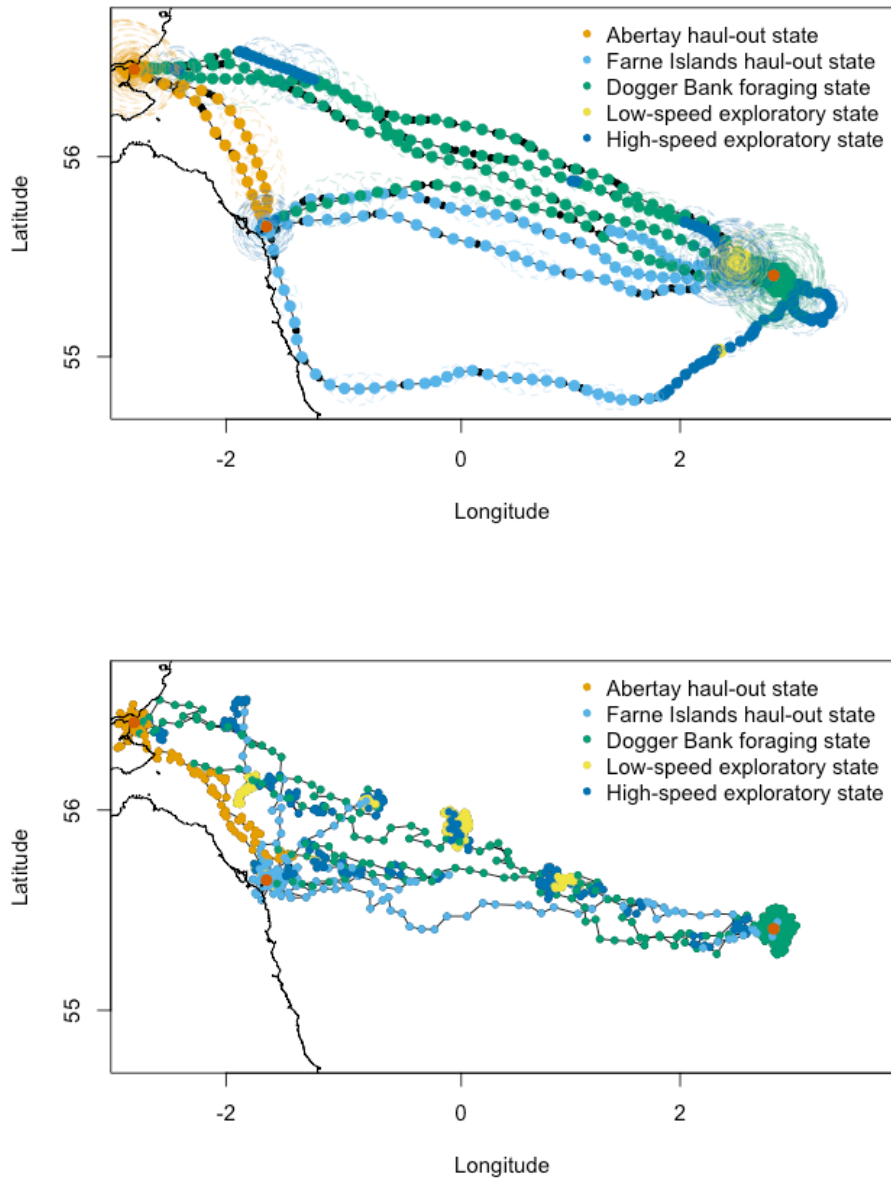 Abertay haul-out state
Farne Islands haul-out state
Dogger Bank foraging state
Low-speed exploratory state
High-speed exploratory state
56
55
Latitude
-2 0 2
Longitude
Abertay haul-out state
Farne Islands haul-out state
Dogger Bank foraging state
Low-speed exploratory state
High-speed exploratory state
56
55
Latitude
-2 0 2
Longitude